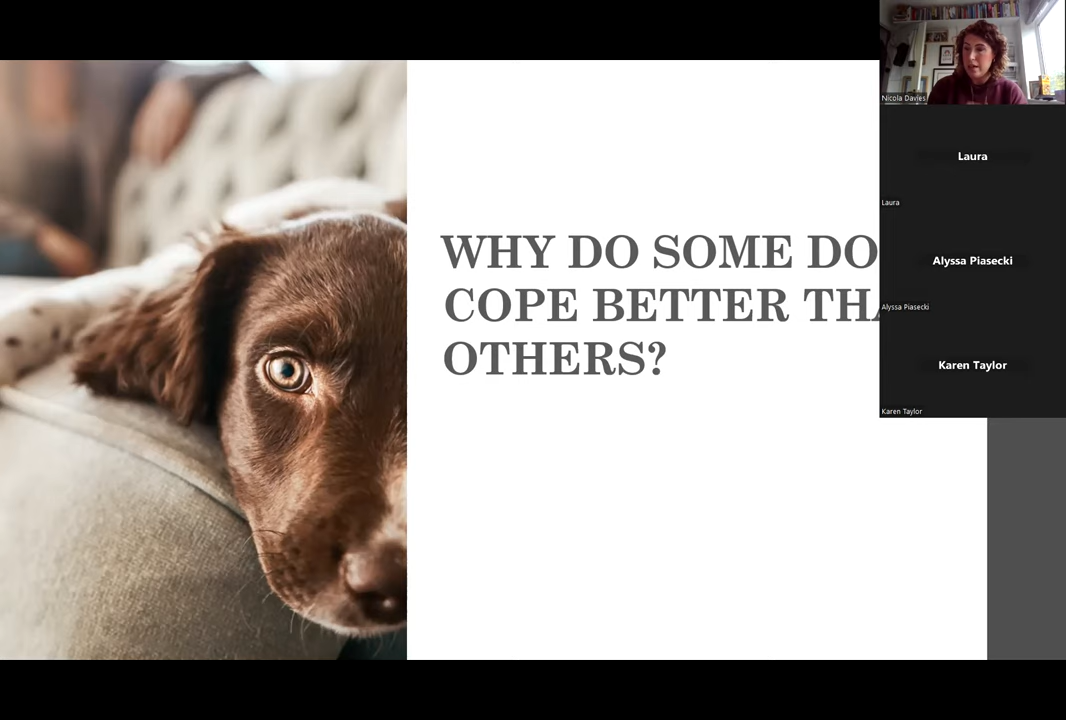 WHY DO SOME DO
COPE BETTER THA
OTHERS?
Nicola Davies
Laura
Laura
Alyssa Piasecki
Alyssa Piasecki
Karen Taylor
Karen Taylor